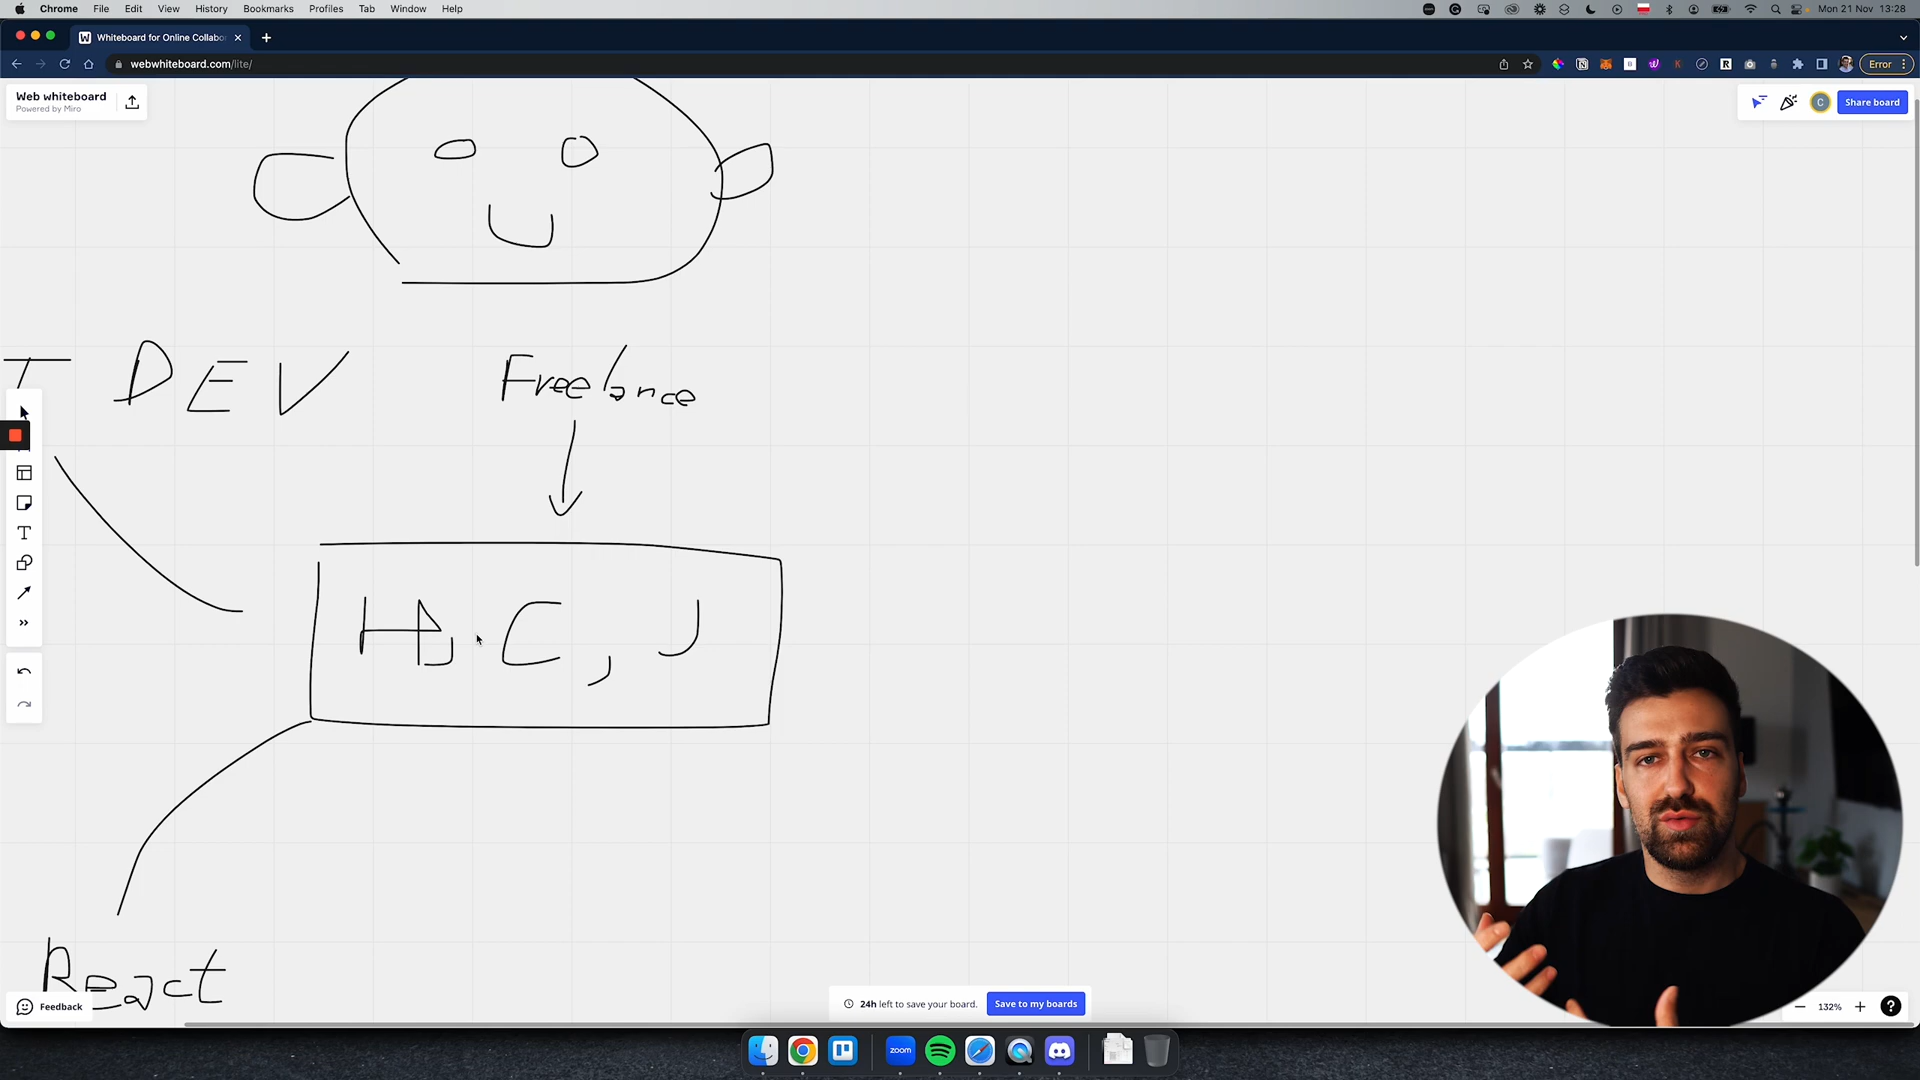 Chrome File Edit View History Bookmarks Profiles Tab Window Help Mon 21 Nov 13:28
Whiteboard for Online Collabo
webwhiteboard.com/lite/ Error
Web whiteboard
Powered by Miro
C Share board
T DEV Freelance
H, C, J
React
Feedback
24h left to save your board. Save to my boards
132%
zoom